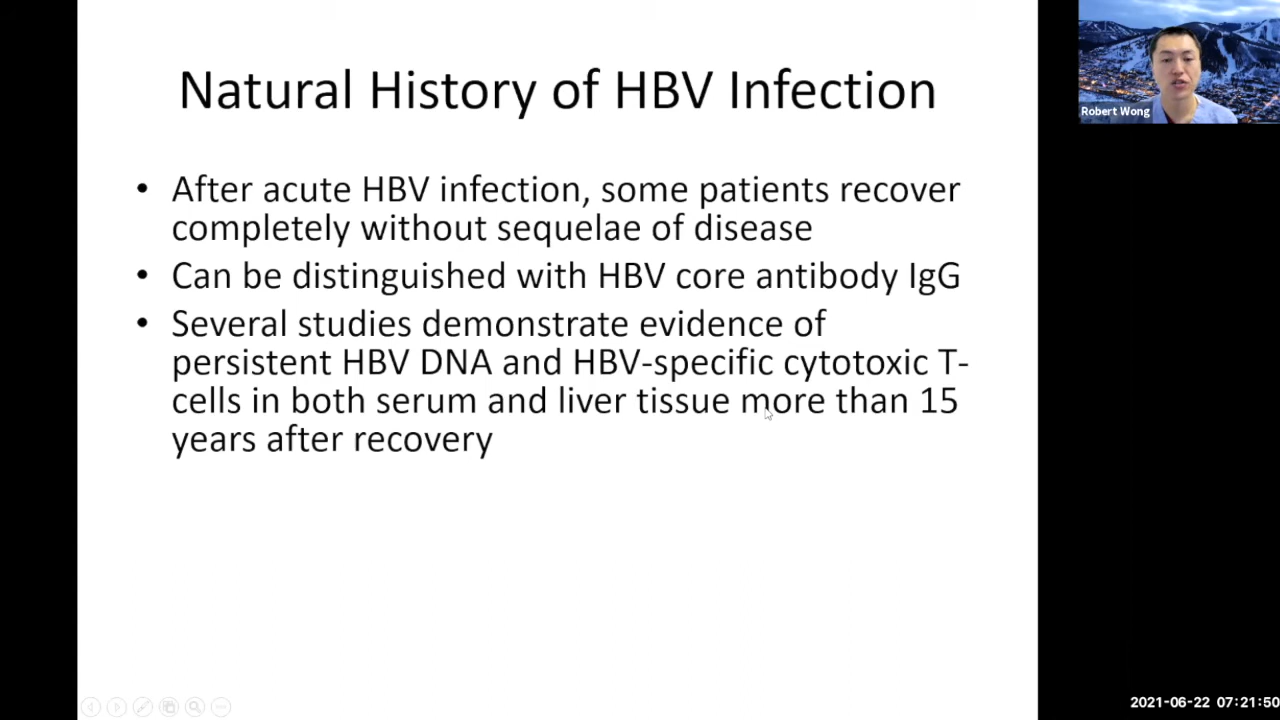 Natural History of HBV Infection
• After acute HBV infection, some patients recover
completely without sequelae of disease
• Can be distinguished with HBV core antibody IgG
• Several studies demonstrate evidence of
persistent HBV DNA and HBV-specific cytotoxic T-
cells in both serum and liver tissue more than 15
years after recovery
Robert Wong
2021-06-22 07:21:50